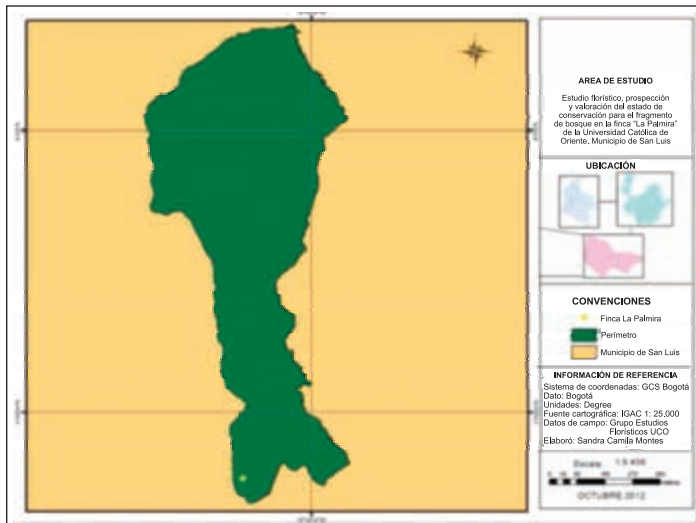 AREA DE ESTUDIO
Estudio florístico, prospección
y valoración del estado de
conservación para el fragmento
de bosque en la finca "La Palmira"
de la Universidad Católica de
Oriente, Municipio de San Luis
UBICACIÓN
CONVENCIONES
Finca La Palmira
Perímetro
Municipio de San Luis
INFORMACIÓN DE REFERENCIA
Sistema de coordenadas: GCS Bogotá
Dato: Bogotá
Unidades: Degree
Fuente cartográfica: IGAC 1: 25.000
Datos de campo: Grupo Estudios
Florísticos UCO
Elaboró: Sandra Camila Montes
Escala:
OCTUBRE 2012